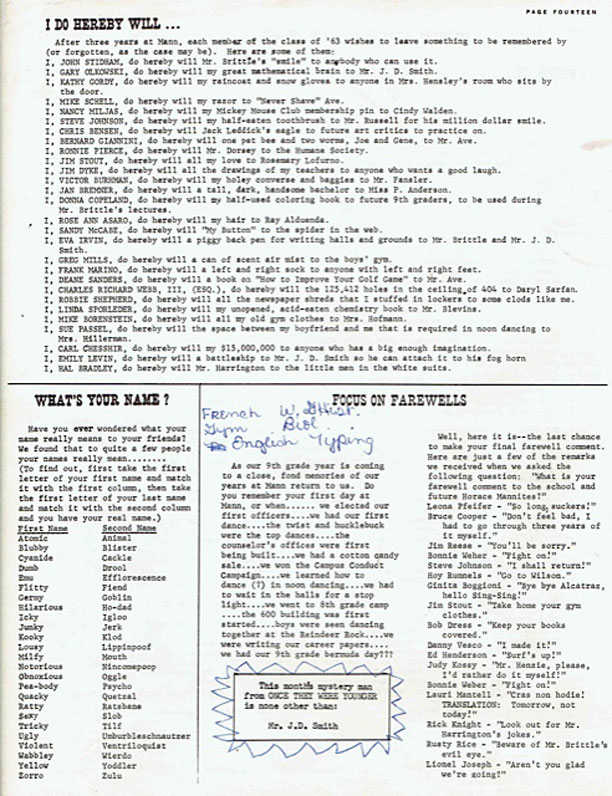 PAGE FOURTEEN
I DO HEREBY WILL ...
After three years at Mann, each member of the class of '63 wishes to leave something to be remembered by
(or forgotten, as the case may be). Here are some of them:
I, JOHN STIDHAM, do hereby will Mr. Brittle's "smile" to anybody who can use it.
I, GARY OLKOWSKI, do hereby will my great mathematical brain to Mr. J. D. Smith.
I, KATHY GORDY, do hereby will my raincoat and snow gloves to anyone in Mrs. Hensley's room who sits by
the door.
I, MIKE SCHELL, do hereby will my razor to "Never Shave" Ave.
I, NANCY MILJAS, do hereby will my Mickey Mouse Club membership pin to Cindy Walden.
I, STEVE JOHNSON, do hereby will my half-eaten toothbrush to Mr. Russell for his million dollar smile.
I, CHRIS BENSEN, do hereby will Jack Leddick's eagle to future art critics to practice on.
I, BERNARD GIANNINI, do hereby will one pet bee and two worms, Joe and Gene, to Mr. Ave.
I, RONNIE PIERCE, do hereby will Mr. Dorsey to the Humane Society.
I, JIM STOUT, do hereby will all my love to Rosemary Lofurno.
I, JIM DYKE, do hereby will all the drawings of my teachers to anyone who wants a good laugh.
I, VICTOR BURHMAN, do hereby will my holey converse and baggies to Mr. Fansler.
I, JAN BREMNER, do hereby will a tall, dark, handsome bachelor to Miss P. Anderson.
I, DONNA COPELAND, do hereby will my half-used coloring book to future 9th graders, to be used during
Mr. Brittle's lectures.
I, ROSE ANN ASARO, do hereby will my hair to Ray Alduenda.
I, SANDY McCABE, do hereby will "My Button" to the spider in the web.
I, EVA IRVIN, do hereby will a piggy back pen for writing halls and grounds to Mr. Brittle and Mr. J. D.
Smith.
I, GREG MILLS, do hereby will a can of scent air mist to the boys' gym.
I, FRANK MARINO, do hereby will a left and right sock to anyone with left and right feet.
I, DEANE SANDERS, do hereby will a book on "How to Improve Your Golf Game" to Mr. Ave.
I, CHARLES RICHARD WEBB, III, (ESQ.), do hereby will the 125,412 holes in the ceiling of 404 to Daryl Sarfan.
I, ROBBIE SHEPHERD, do hereby will all the newspaper shreds that I stuffed in lockers to some clods like me.
I, LINDA SPORLEDER, do hereby will my unopened, acid-eaten chemistry book to Mr. Blevins.
I, MIKE BORENSTEIN, do hereby will all my old gym clothes to Mrs. Hofmann.
I, SUE PASSEL, do hereby will the space between my boyfriend and me that is required in noon dancing to
Mrs. Hillerman.
I, CARL CHESSHIR, do hereby will my $15,000,000 to anyone who has a big enough imagination.
I, EMILY LEVIN, do hereby will a battleship to Mr. J. D. Smith so he can attach it to his fog horn
I, HAL BRADLEY, do hereby will Mr. Harrington to the little men in the white suits.
WHAT'S YOUR NAME?
Have you ever wondered what your
name really means to your friends?
We found that to quite a few people
your names really mean........
(To find out, first take the first
letter of your first name and match
it with the first column, then take
the first letter of your last name
and match it with the second column
and you have your real name.)
First Name Second Name
Atomic Animal
Blubby Blister
Cyanide Cackle
Dumb Drool
Emu Efflorescence
Flitty Fiend
Germy Goblin
Hilarious Ho-dad
Icky Igloo
Junky Jerk
Kooky Klod
Lousy Lippinpoof
Milfy Mouth
Notorious Nincomepoop
Obnoxious Oggle
Pea-body Psycho
Quacky Quetzal
Ratty Ratsbane
Sexy Slob
Tricky Tilf
Ugly Umburbleschnautzer
Violent Ventriloquist
Wabbley Wierdo
Yellow Yoddler
Zorro Zulu
FOCUS ON FAREWELLS
French W. Hist.
Gym Biol.
English Typing
As our 9th grade year is coming
to a close, fond memories of our
years at Mann return to us. Do
you remember your first day at
Mann, or when...... we elected our
first officers....we had our first
dance....the twist and hucklebuck
were the top dances....the
counselor's offices were first
being built....we had a cotton qandy
sale....we won the Campus Conduct
Campaign....we learned how to
dance (?) in noon dancing....we had
to wait in the halls for a stop
light....we went to 8th grade camp
....the 600 building was first
started....boys were seen dancing
together at the Reindeer Rock....we
were writing our career papers....
we had our 9th grade bermuda day???
This month's mystery man
from ONCE THEY WERE YOUNGER
is none other than:
Mr. J.D. Smith
Well, here it is--the last chance
to make your final farewell comment.
Here are just a few of the remarks
we received when we asked the
following question: "What is your
farewell comment to the school and
future Horace Mannites?"
Leona Pfeifer - "So long, suckers!"
Bruce Cooper - "Don't feel bad, I
had to go through three years of
it myself."
Jim Reese - "You'll be sorry."
Bonnie Weher - "Fight on!"
Steve Johnson - "I shall return!"
Hoy Runnels - "Go to Wilson."
Ginita Boggioni - "Bye bye Alcatraz,
hello Sing-Sing!"
Jim Stout - "Take home your gym
clothes."
Bob Dress - "Keep your books
covered."
Danny Vesco - "I made it!"
Ed Henderson - "Surf's up!"
Judy Kossy - "Mr. Henzie, please,
I'd rather do it myself!"
Bonnie Weber - "Fight on!"
Lauri Mantell - "Cras non hodie!
TRANSLATION: Tomorrow, not
today!"
Rick Knight - "Look out for Mr.
Harrington's jokes."
Rusty Rice - "Beware of Mr. Brittle's
evil eye."
Lionel Joseph - "Aren't you glad
we're going?"